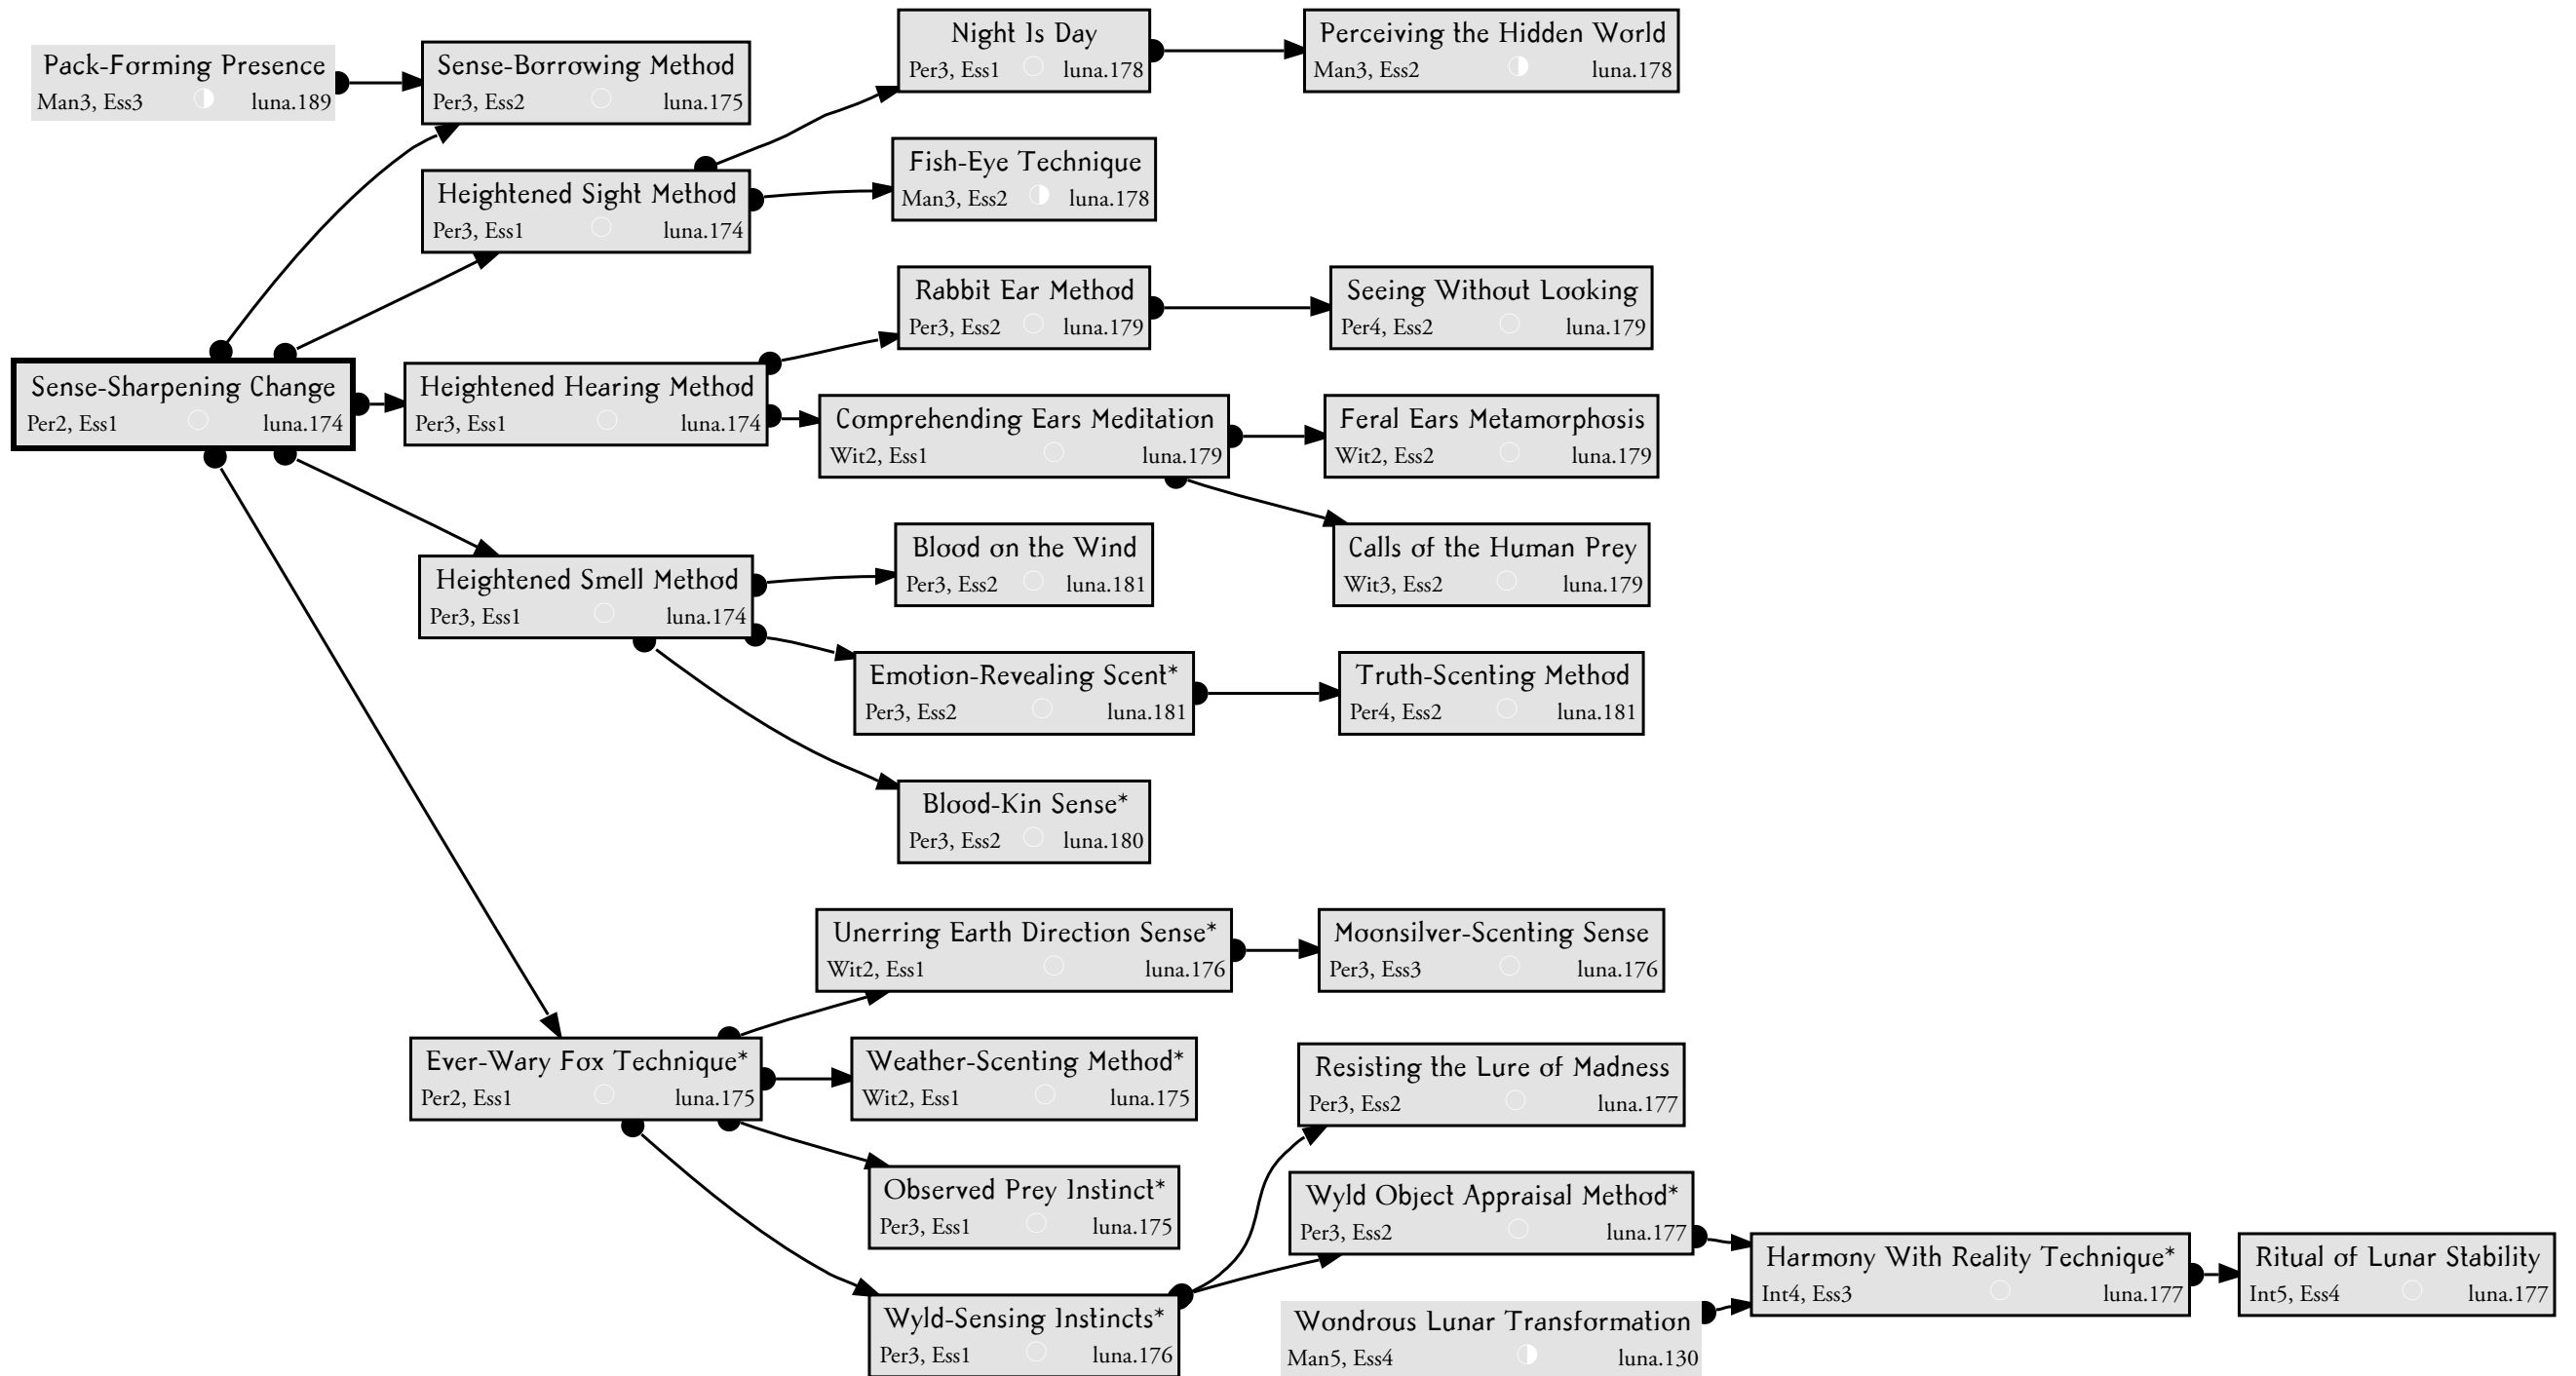 Pack-Forming Presence
Man3, Ess3 luna.189
Sense-Borrowing Method
Per3, Ess2 luna.175
Night Is Day
Per3, Ess1 luna.178
Perceiving the Hidden World
Man3, Ess2 luna.178
Heightened Sight Method
Per3, Ess1 luna.174
Fish-Eye Technique
Man3, Ess2 luna.178
Rabbit Ear Method
Per3, Ess2 luna.179
Seeing Without Looking
Per4, Ess2 luna.179
Sense-Sharpening Change
Per2, Ess1 luna.174
Heightened Hearing Method
Per3, Ess1 luna.174
Comprehending Ears Meditation
Wit2, Ess1 luna.179
Feral Ears Metamorphosis
Wit2, Ess2 luna.179
Calls of the Human Prey
Wit3, Ess2 luna.179
Heightened Smell Method
Per3, Ess1 luna.174
Blood on the Wind
Per3, Ess2 luna.181
Emotion-Revealing Scent*
Per3, Ess2 luna.181
Truth-Scenting Method
Per4, Ess2 luna.181
Blood-Kin Sense*
Per3, Ess2 luna.180
Unerring Earth Direction Sense*
Wit2, Ess1 luna.176
Moonsilver-Scenting Sense
Per3, Ess3 luna.176
Ever-Wary Fox Technique*
Per2, Ess1 luna.175
Weather-Scenting Method*
Wit2, Ess1 luna.175
Resisting the Lure of Madness
Per3, Ess2 luna.177
Observed Prey Instinct*
Per3, Ess1 luna.175
Wyld Object Appraisal Method*
Per3, Ess2 luna.177
Harmony With Reality Technique*
Int4, Ess3 luna.177
Ritual of Lunar Stability
Int5, Ess4 luna.177
Wyld-Sensing Instincts*
Per3, Ess1 luna.176
Wondrous Lunar Transformation
Man5, Ess4 luna.130